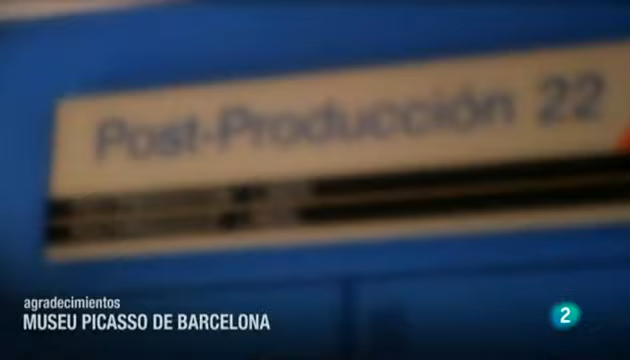 Post-Producción 22
agradecimientos
MUSEU PICASSO DE BARCELONA
2